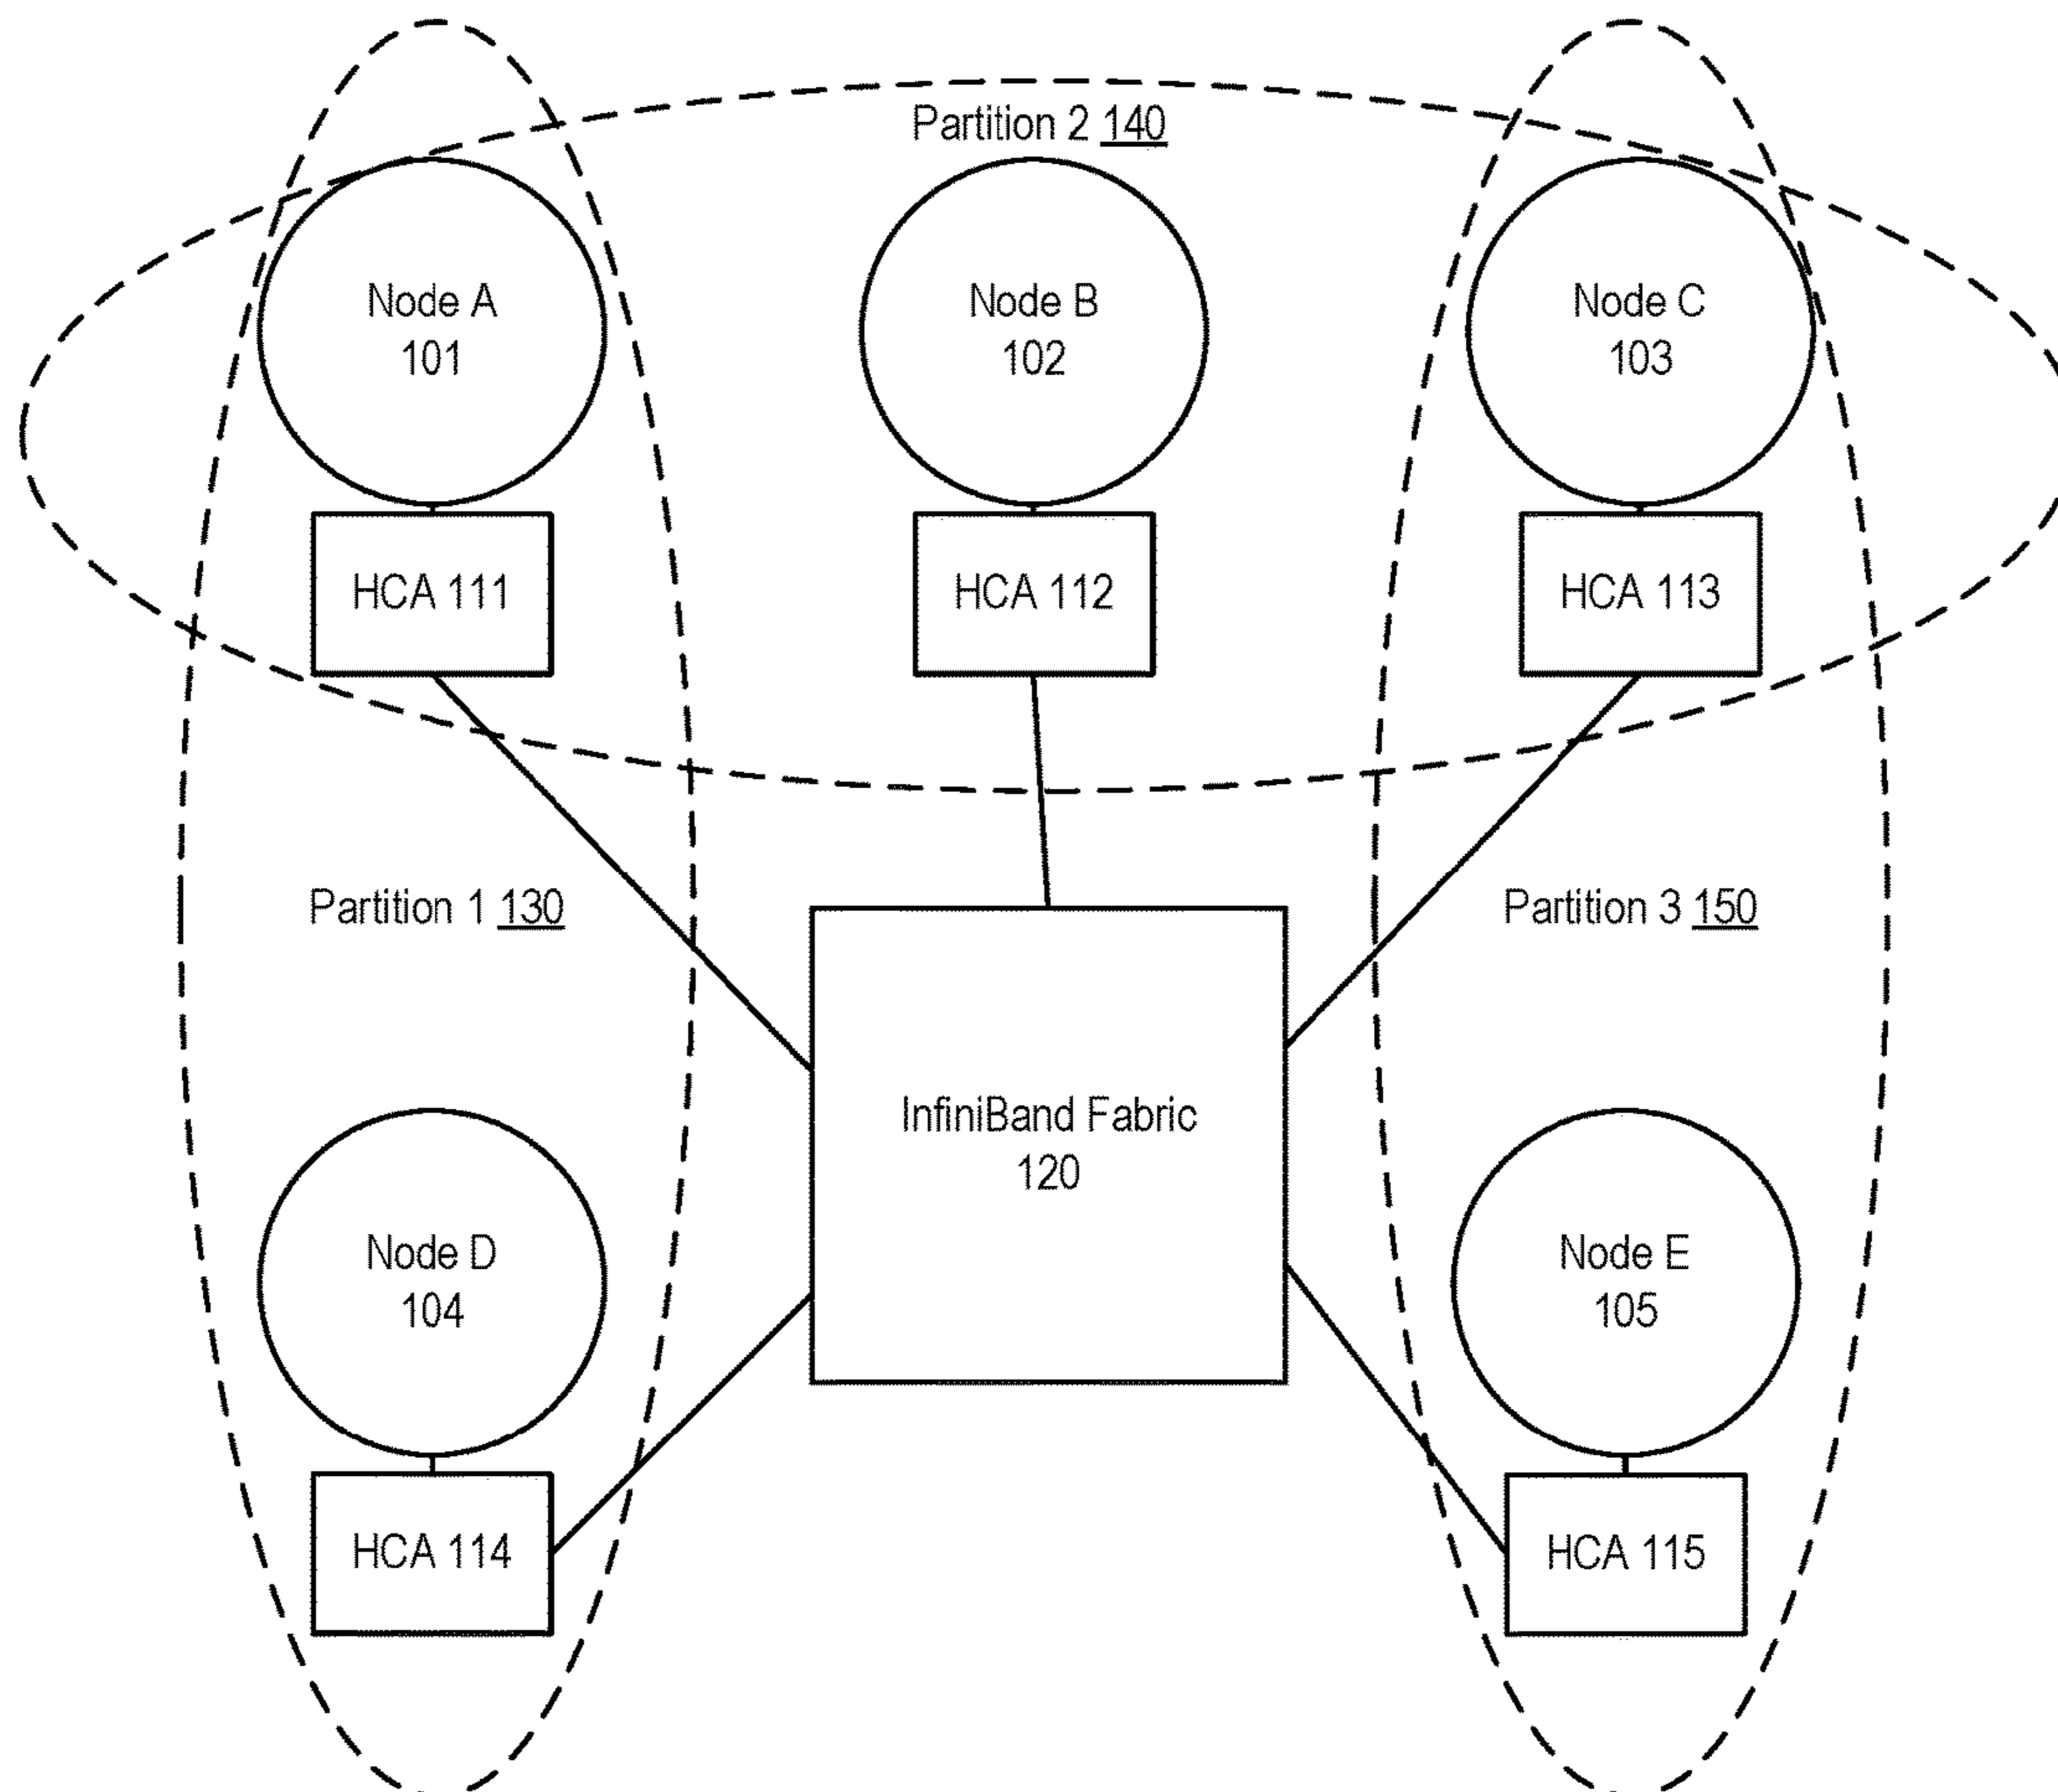 Partition 2 140
Node A
101
Node B
102
Node C
103
HCA 111
HCA 112
HCA 113
Partition 1 130
Partition 3 150
InfiniBand Fabric
120
Node D
104
Node E
105
HCA 114
HCA 115